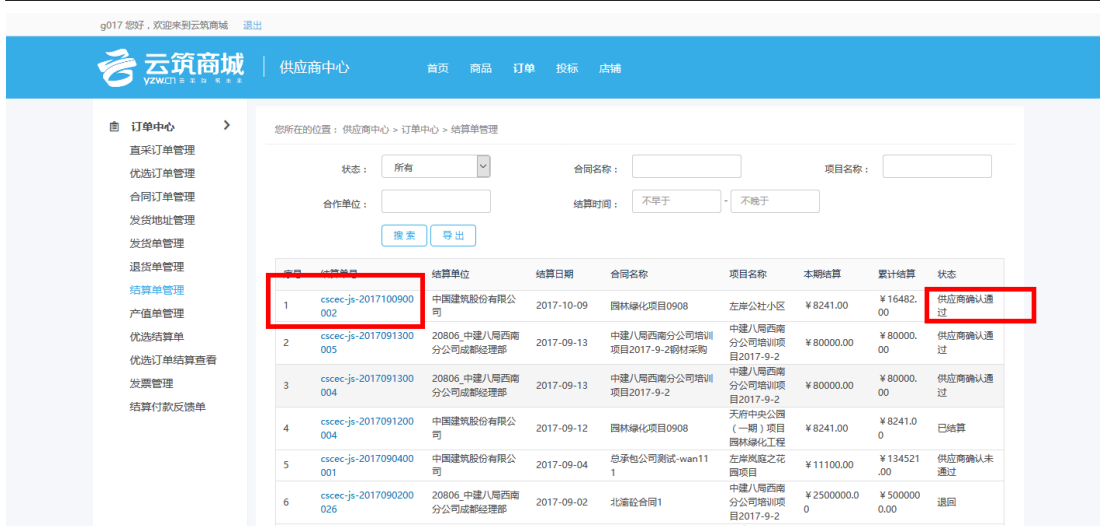 g017 您好，欢迎来到云筑商城 退出
云筑商城 供应商中心 首页 商品 订单 投标 店铺
yzw.cn
订单中心
直采订单管理
优选订单管理
合同订单管理
发货地址管理
发货单管理
退货单管理
结算单管理
产值单管理
优选结算单
优选订单结算查看
发票管理
结算付款反馈单
您所在的位置：供应商中心 > 订单中心 > 结算单管理
状态： 所有 合同名称： 项目名称：
合作单位： 结算时间： 不早于 - 不晚于
搜索 导出
序号 结算单号 结算单位 结算日期 合同名称 项目名称 本期结算 累计结算 状态
1 cscec-js-2017100900 中国建筑股份有限公 2017-10-09 园林绿化项目0908 左岸公社小区 ¥8241.00 ¥16482. 供应商确认通
002 司 00 过
2 cscec-js-2017091300 20806_中建八局西南 2017-09-13 中建八局西南分公司培训 中建八局西南 ¥80000.00 ¥80000. 供应商确认通
005 分公司成都经理部 项目2017-9-2钢材采购 分公司培训项 00 过
目2017-9-2
3 cscec-js-2017091300 20806_中建八局西南 2017-09-13 中建八局西南分公司培训 中建八局西南 ¥80000.00 ¥80000. 供应商确认通
004 分公司成都经理部 项目2017-9-2 分公司培训项 00 过
目2017-9-2
4 cscec-js-2017091200 中国建筑股份有限公 2017-09-12 园林绿化项目0908 天府中央公园 ¥8241.00 ¥8241.0 已结算
004 司 （一期）项目 0
园林绿化工程
5 cscec-js-2017090400 中国建筑股份有限公 2017-09-04 总承包公司测试-wan11 左岸岚庭之花 ¥11100.00 ¥134521 供应商确认未
001 司 1 园项目 .00 通过
6 cscec-js-2017090200 20806_中建八局西南 2017-09-02 北渝砼合同1 中建八局西南 ¥2500000.0 ¥500000 退回
026 分公司成都经理部 分公司培训项 0 0.00
目2017-9-2